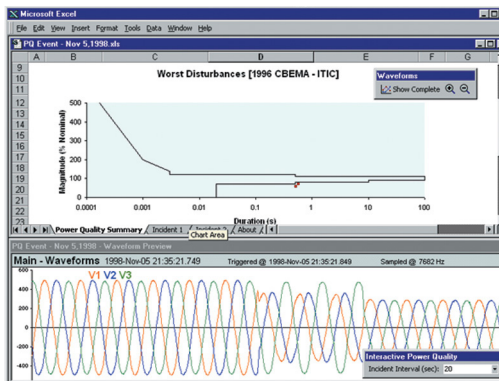 Microsoft Excel
File Edit View Insert Format Tools Data Window Help
PQ Event - Nov 5,1998.xls
A B C D E F G
9
10
11
12
13
14
15
16
17
18
19
20
21
22
23
Worst Disturbances [1996 CBEMA - ITIC]
Waveforms
Show Complete
Magnitude (% Nominal)
500
400
300
200
100
0
0.0001 0.001 0.01 0.1 1 10 100
Duration (s)
Power Quality Summary Incident 1 Incident 2 About
Chart Area
PQ Event - Nov 5,1998 - Waveform Preview
Main - Waveforms 1998-Nov-05 21:35:21.749 Triggered @ 1998-Nov-05 21:35:21.849 Sampled @ 7682 Hz
V1 V2 V3
400
200
0
-200
-400
Interactive Power Quality
Incident Interval (sec): 20